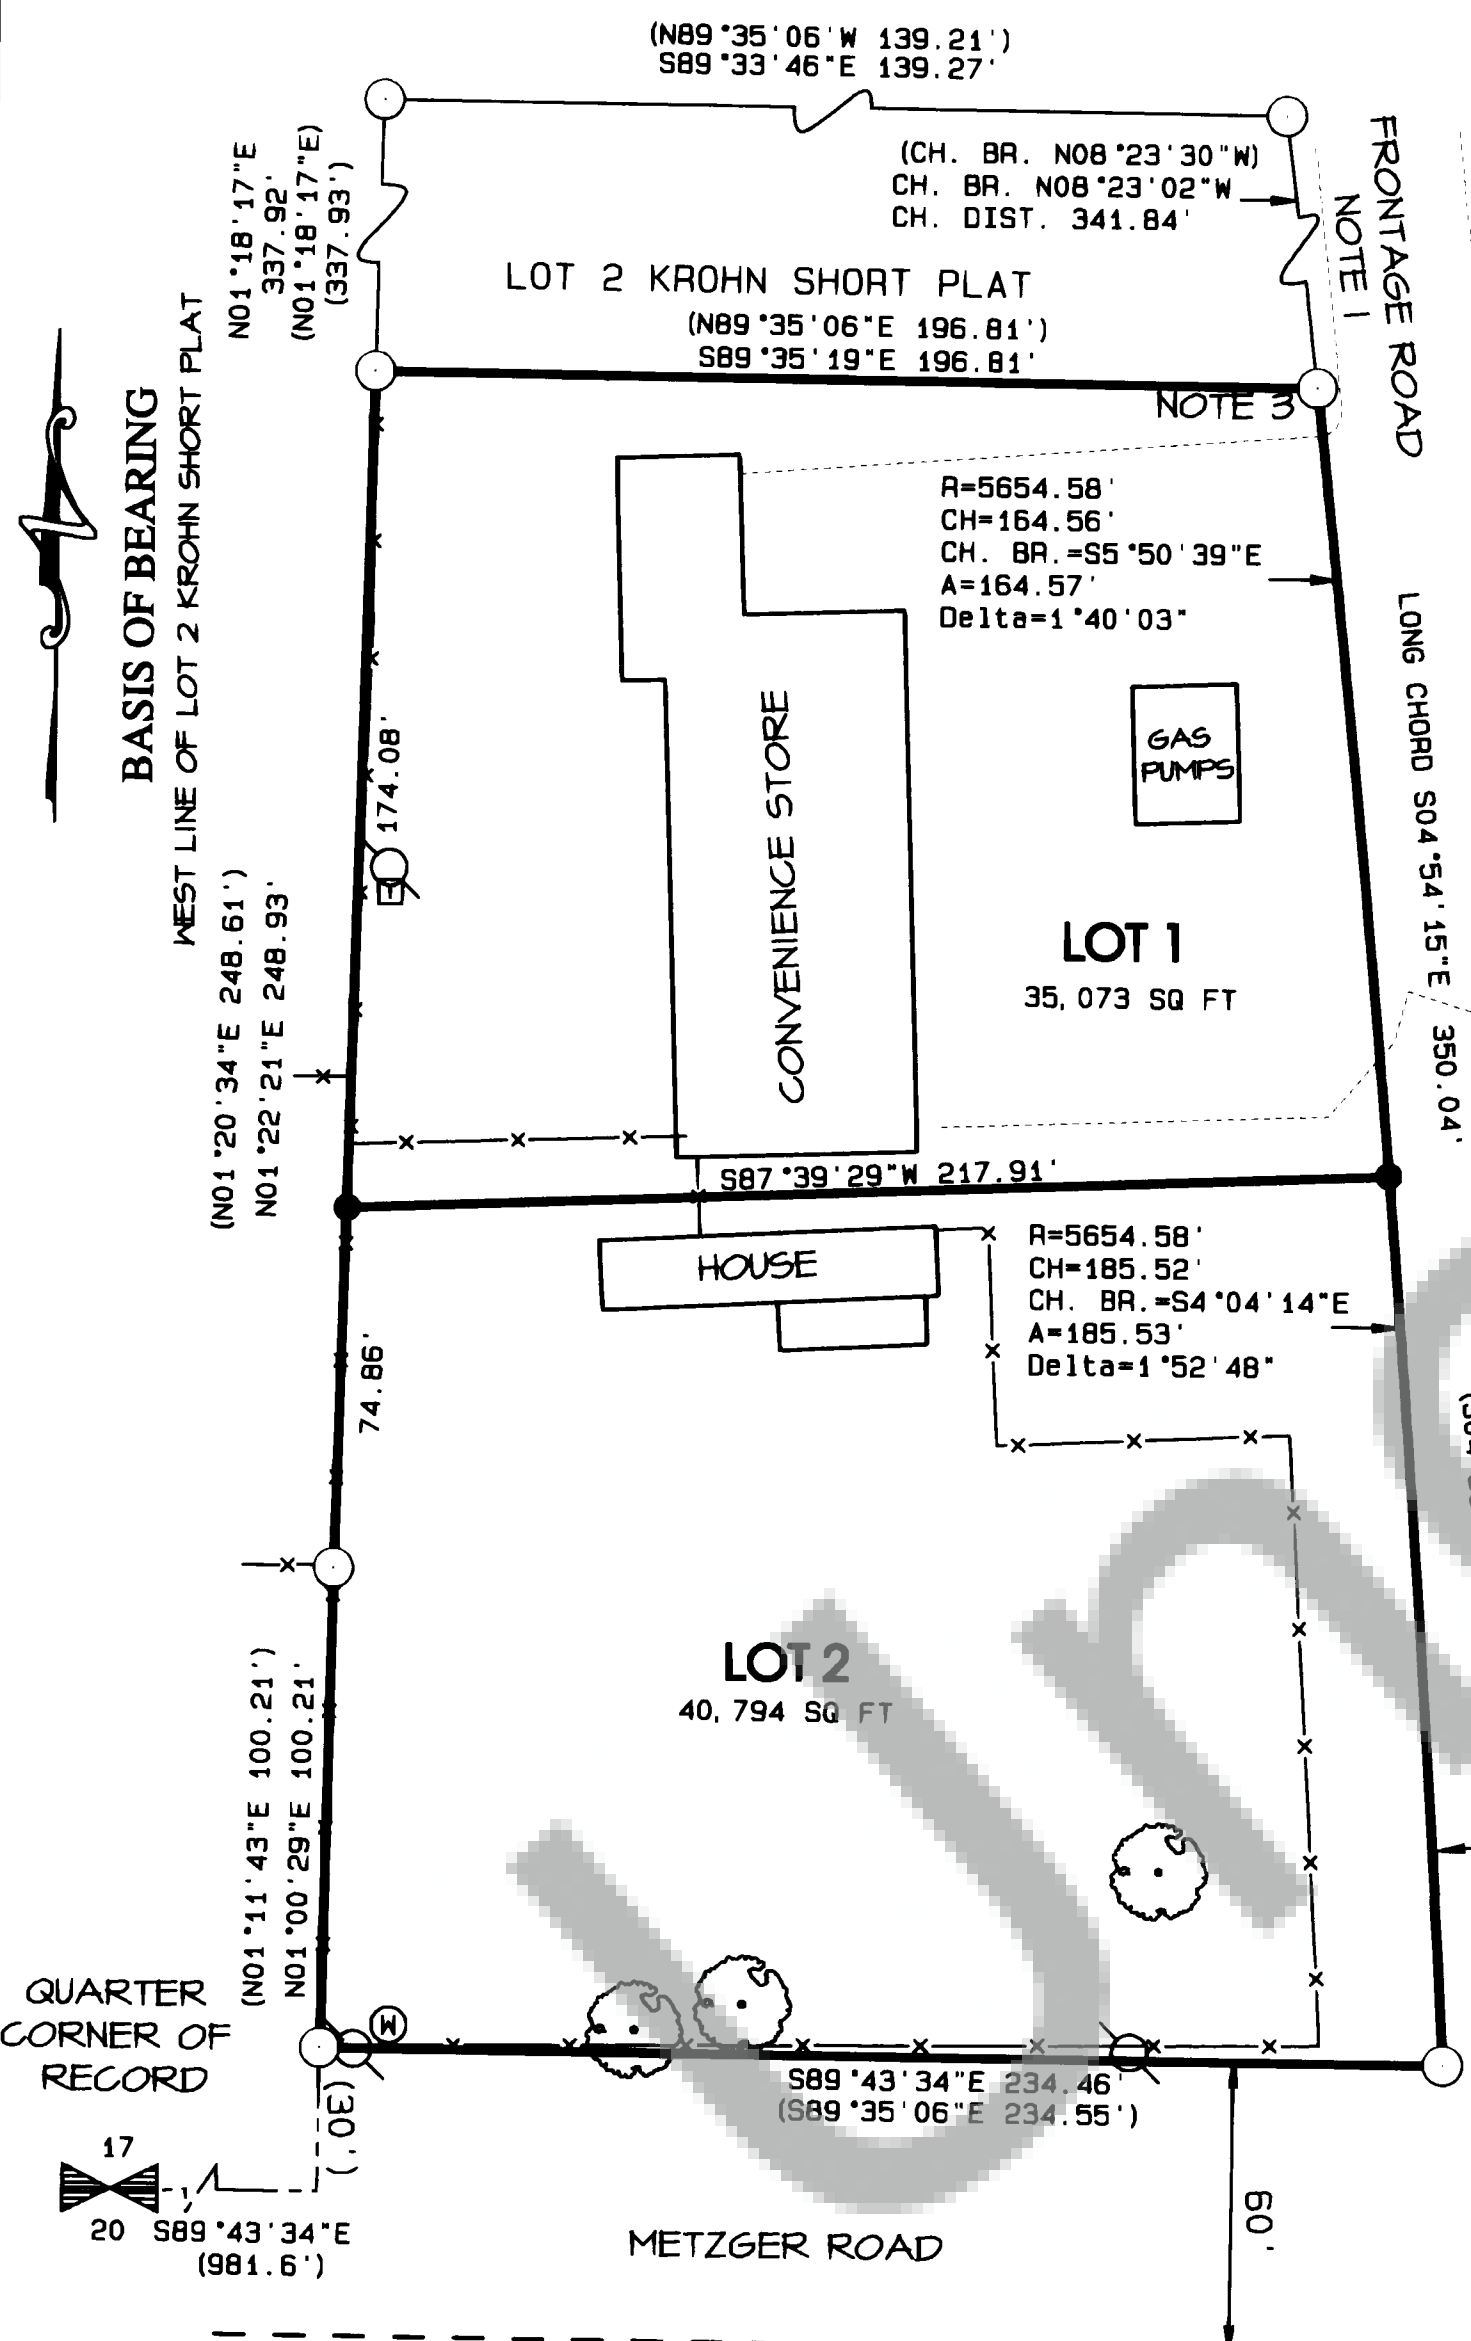 (N89°35'06'W 139.21')
S89°33'46"E 139.27'
N01°18'17"E
337.92'
(N01°18'17"E)
(337.93')
(CH. BR. N08°23'30"W)
CH. BR. N08°23'02"W
CH. DIST. 341.84'
FRONTAGE ROAD
NOTE 1
LOT 2 KROHN SHORT PLAT
(N89°35'06"E 196.81')
S89°35'19"E 196.81'
NOTE 3
BASIS OF BEARING
WEST LINE OF LOT 2 KROHN SHORT PLAT
R=5654.58'
CH=164.56'
CH. BR.=S5°50'39"E
A=164.57'
Delta=1°40'03"
LONG CHORD S04°54'15"E 350.04'
174.08'
T
CONVENIENCE STORE
GAS
PUMPS
LOT 1
35,073 SQ FT
(N01°20'34"E 248.61')
N01°22'21"E 248.93'
S87°39'29"W 217.91'
HOUSE
R=5654.58'
CH=185.52'
CH. BR.=S4°04'14"E
A=185.53'
Delta=1°52'48"
74.86'
LOT 2
40,794 SQ FT
(N01°11'43"E 100.21')
N01°00'29"E 100.21'
QUARTER
CORNER OF
RECORD
W
S89°43'34"E 234.46'
(S89°35'06"E 234.55')
(30')
17
20
S89°43'34"E
(981.6')
METZGER ROAD
60'